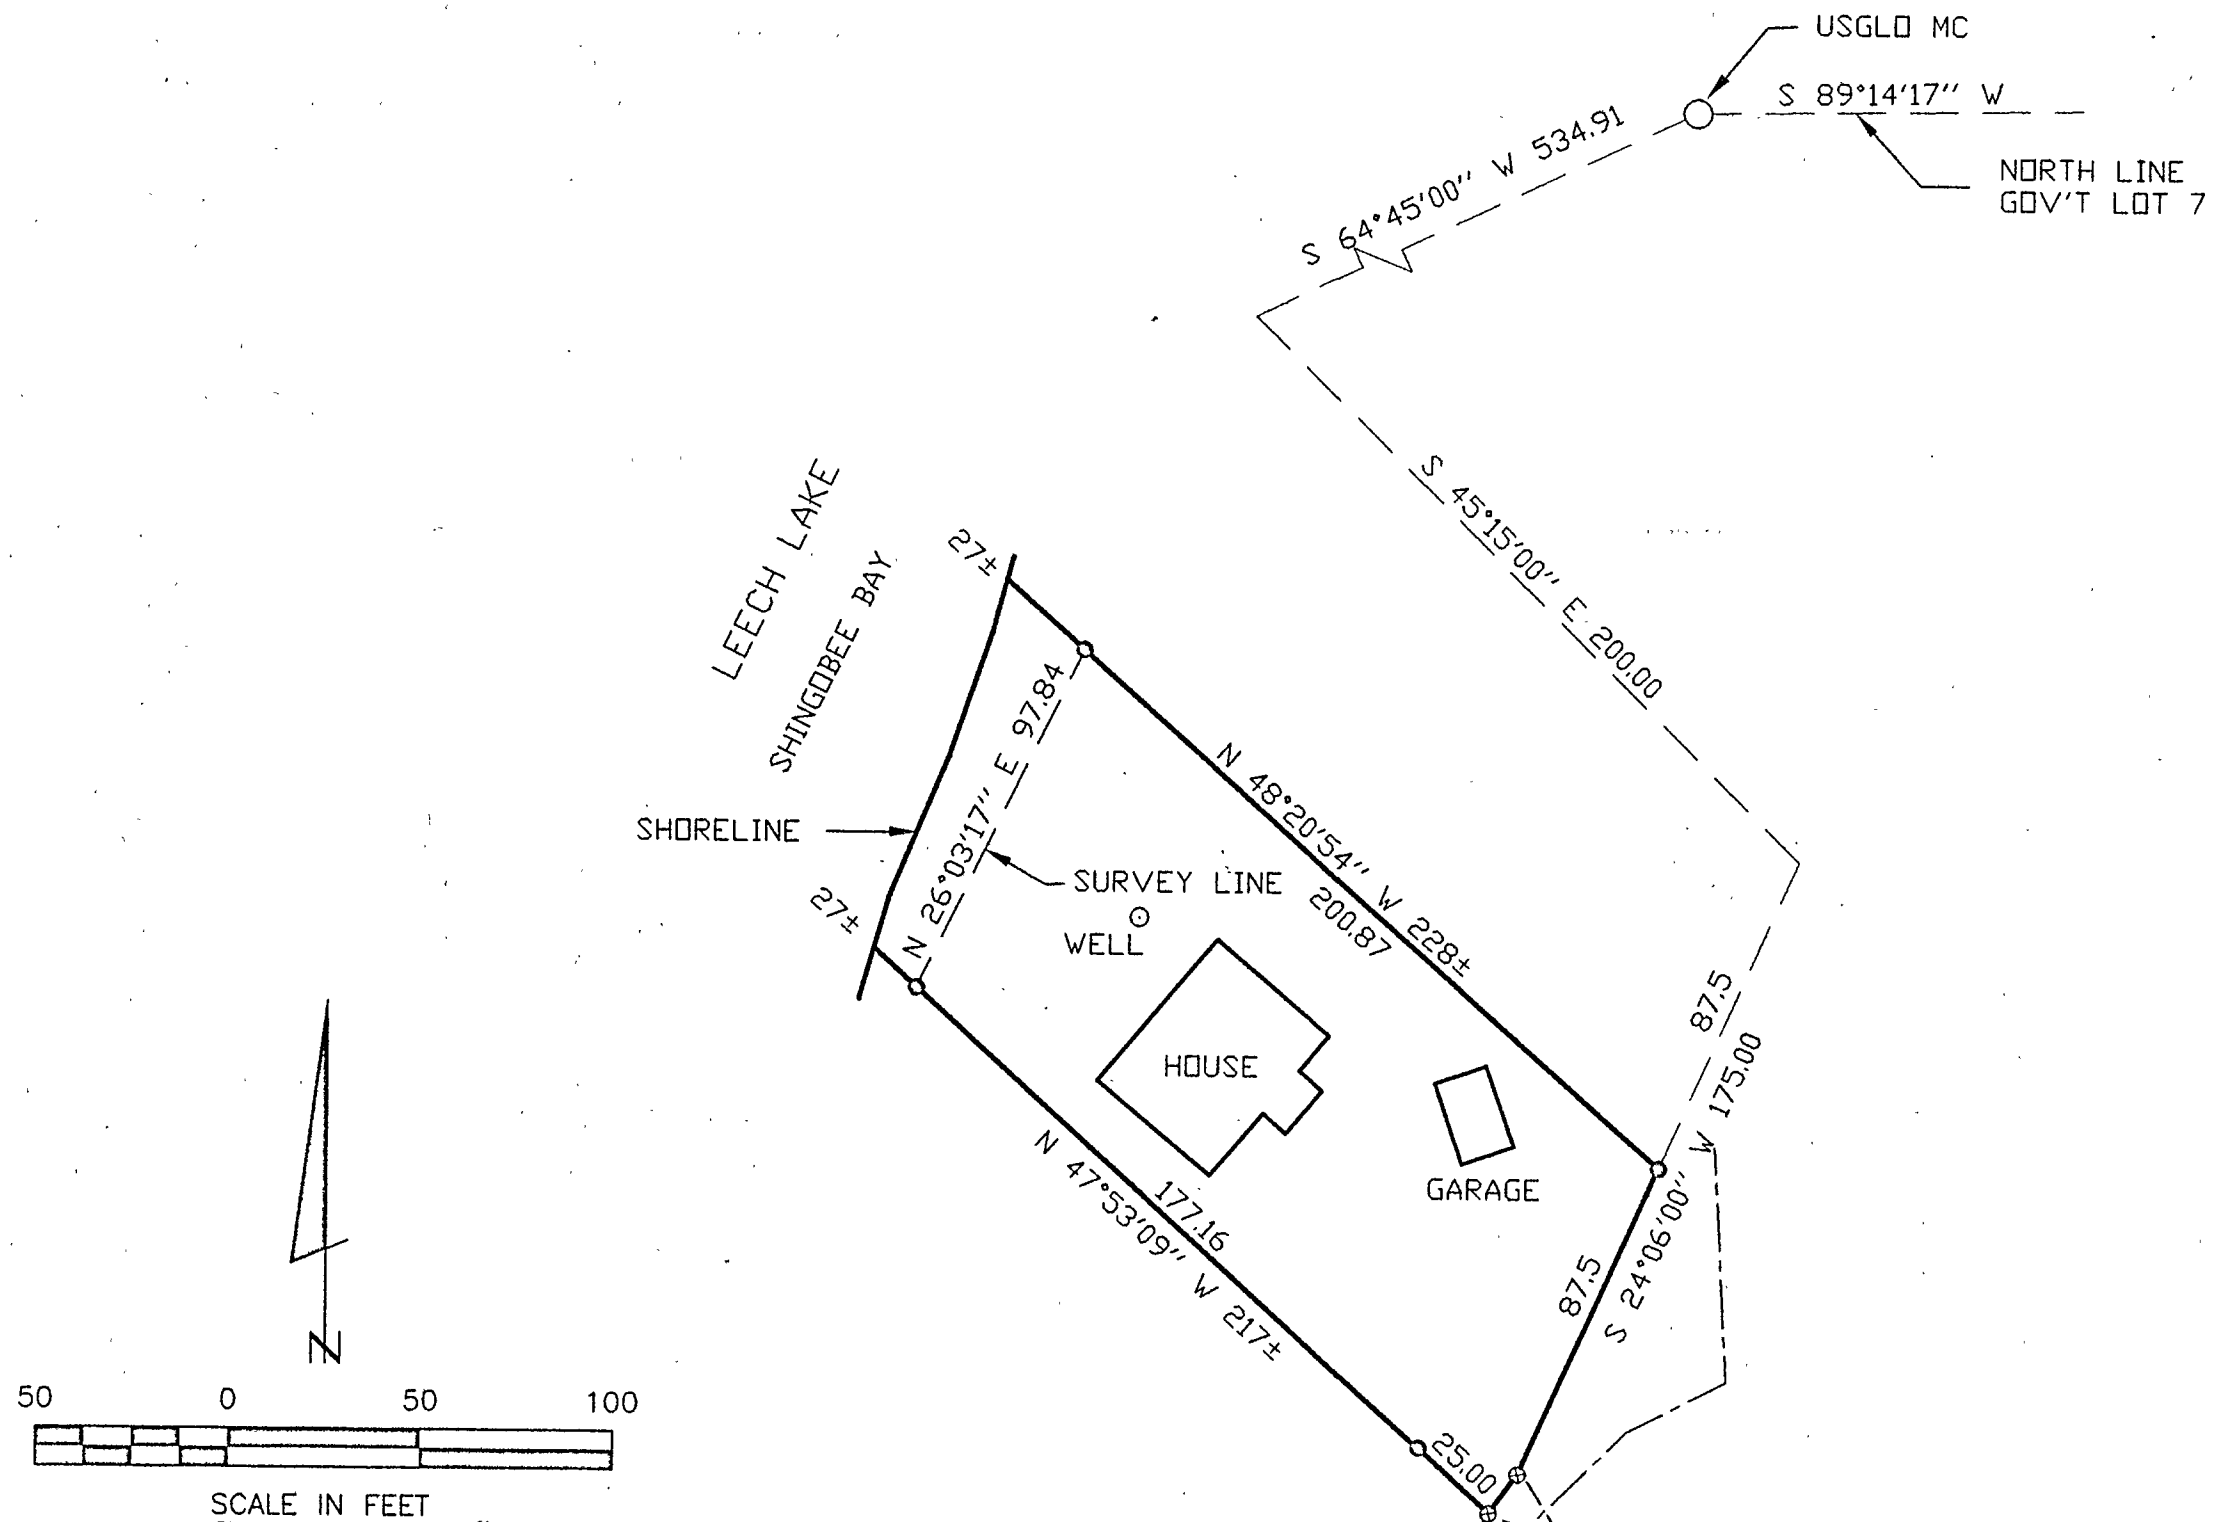 USGLO MC
S 89°14'17" W
S 64°45'00" W 534.91
NORTH LINE
GOV'T LOT 7
S 45°15'00" E 200.00
27±
LEECH LAKE
SHINGOBEE BAY
N 26°03'17" E 97.84
N 48°20'54" W 228±
200.87
SHORELINE
SURVEY LINE
WELL
27±
HOUSE
87.5
S 24°06'00" W 175.00
GARAGE
87.5
177.16
N 47°53'09" W 217±
25.00
N
50 0 50 100
SCALE IN FEET